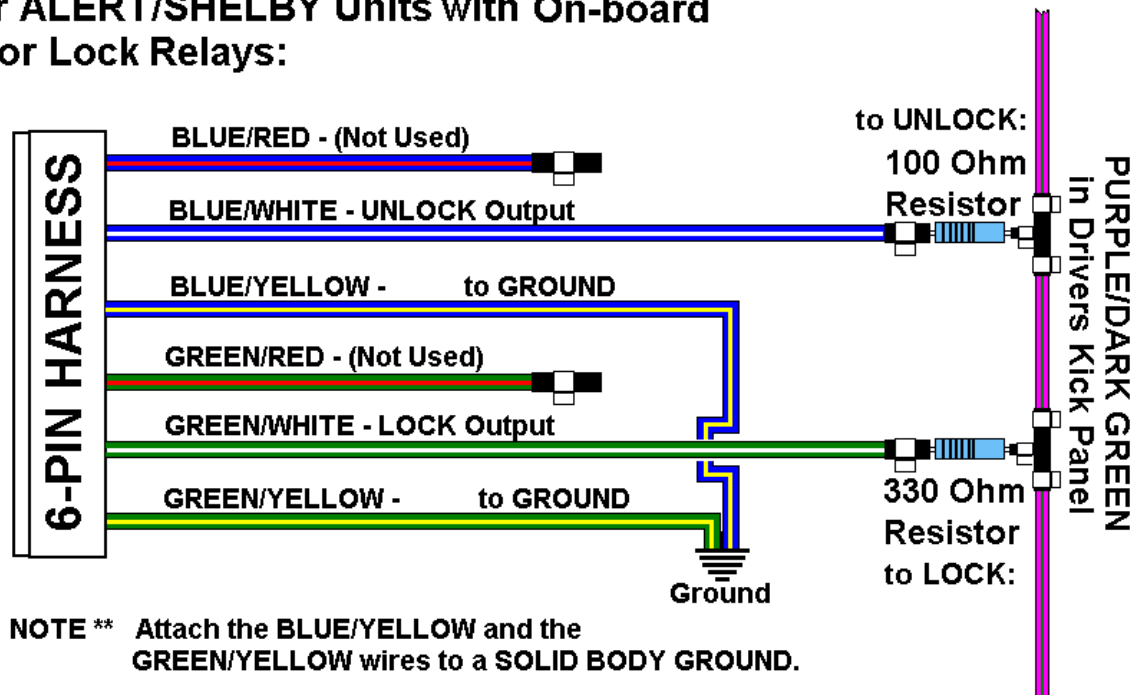 ALERT/SHELBY Units with On-board
or Lock Relays:
to UNLOCK:
100 Ohm
Resistor
BLUE/RED - (Not Used)
BLUE/WHITE - UNLOCK Output
BLUE/YELLOW - to GROUND
GREEN/RED - (Not Used)
GREEN/WHITE - LOCK Output
GREEN/YELLOW - to GROUND
6-PIN HARNESS
330 Ohm
Resistor
to LOCK:
PURPLE/DARK GREEN
in Drivers Kick Panel
Ground
NOTE ** Attach the BLUE/YELLOW and the
GREEN/YELLOW wires to a SOLID BODY GROUND.